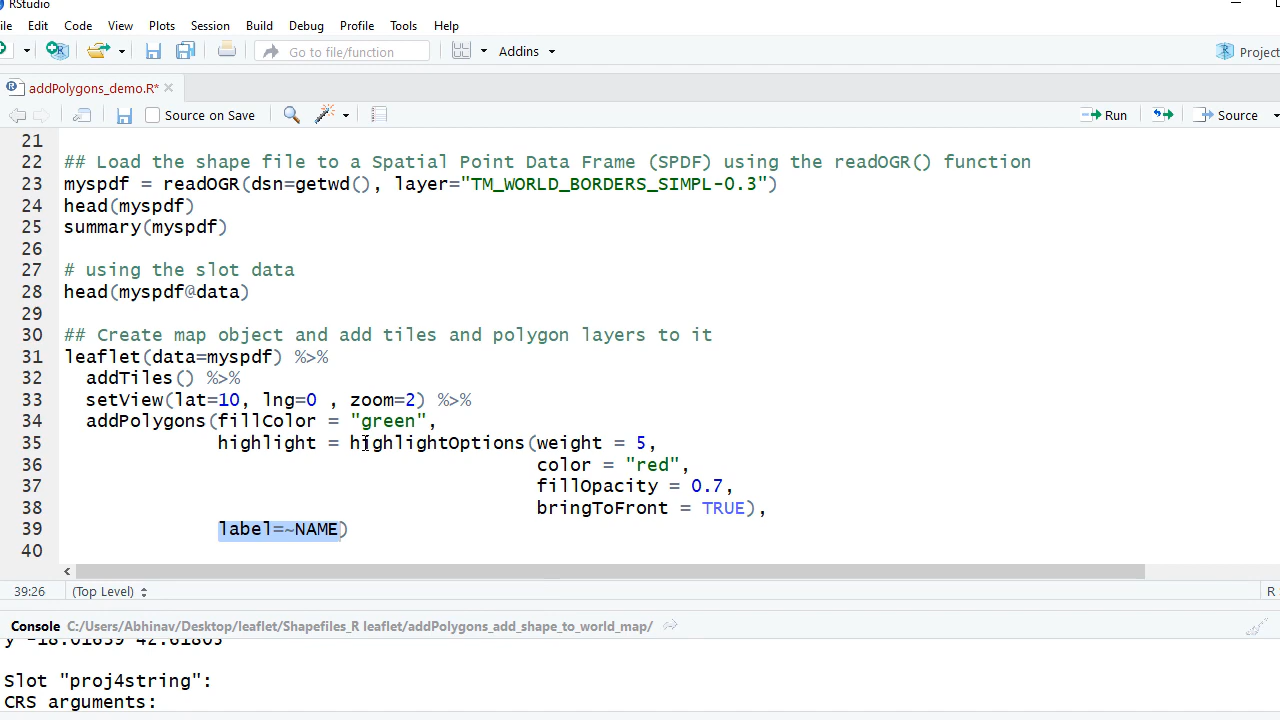 RStudio
ile Edit Code View Plots Session Build Debug Profile Tools Help
Go to file/function Addins Project
addPolygons_demo.R*
Source on Save Run Source
21
22 ## Load the shape file to a Spatial Point Data Frame (SPDF) using the readOGR() function
23 myspdf = readOGR(dsn=getwd(), layer="TM_WORLD_BORDERS_SIMPL-0.3")
24 head(myspdf)
25 summary(myspdf)
26
27 # using the slot data
28 head(myspdf@data)
29
30 ## Create map object and add tiles and polygon layers to it
31 leaflet(data=myspdf) %>%
32 addTiles() %>%
33 setView(lat=10, lng=0 , zoom=2) %>%
34 addPolygons(fillColor = "green",
35 highlight = highlightOptions(weight = 5,
36 color = "red",
37 fillOpacity = 0.7,
38 bringToFront = TRUE),
39 label=~NAME)
40
39:26 (Top Level) R
Console C:/Users/Abhinav/Desktop/leaflet/Shapefiles_R leaflet/addPolygons_add_shape_to_world_map/
y -18.01639 42.61805
Slot "proj4string":
CRS arguments: